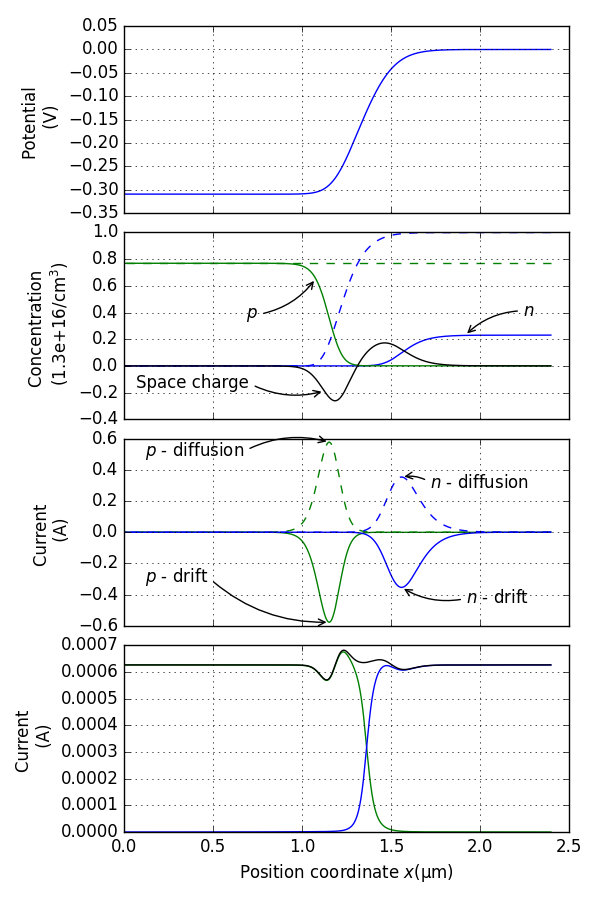 0.05
0.00
−0.05
−0.10
−0.15
−0.20
−0.25
−0.30
−0.35
Potential
(V)
1.0
0.8
0.6
0.4
0.2
0.0
−0.2
−0.4
Concentration
(1.3e+16/cm³)
p
n
Space charge
0.6
0.4
0.2
0.0
−0.2
−0.4
−0.6
Current
(A)
p - diffusion
n - diffusion
p - drift
n - drift
0.0007
0.0006
0.0005
0.0004
0.0003
0.0002
0.0001
0.0000
Current
(A)
0.0 0.5 1.0 1.5 2.0 2.5
Position coordinate x(μm)